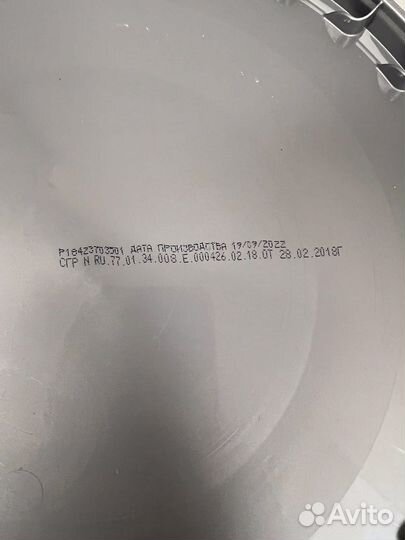 P18423703501 ДАТА ПРОИЗВОДСТВА 19/09/2022
СГР N RU.77.01.34.008.E.000426.02.18.ОТ 28.02.2018Г
Avito